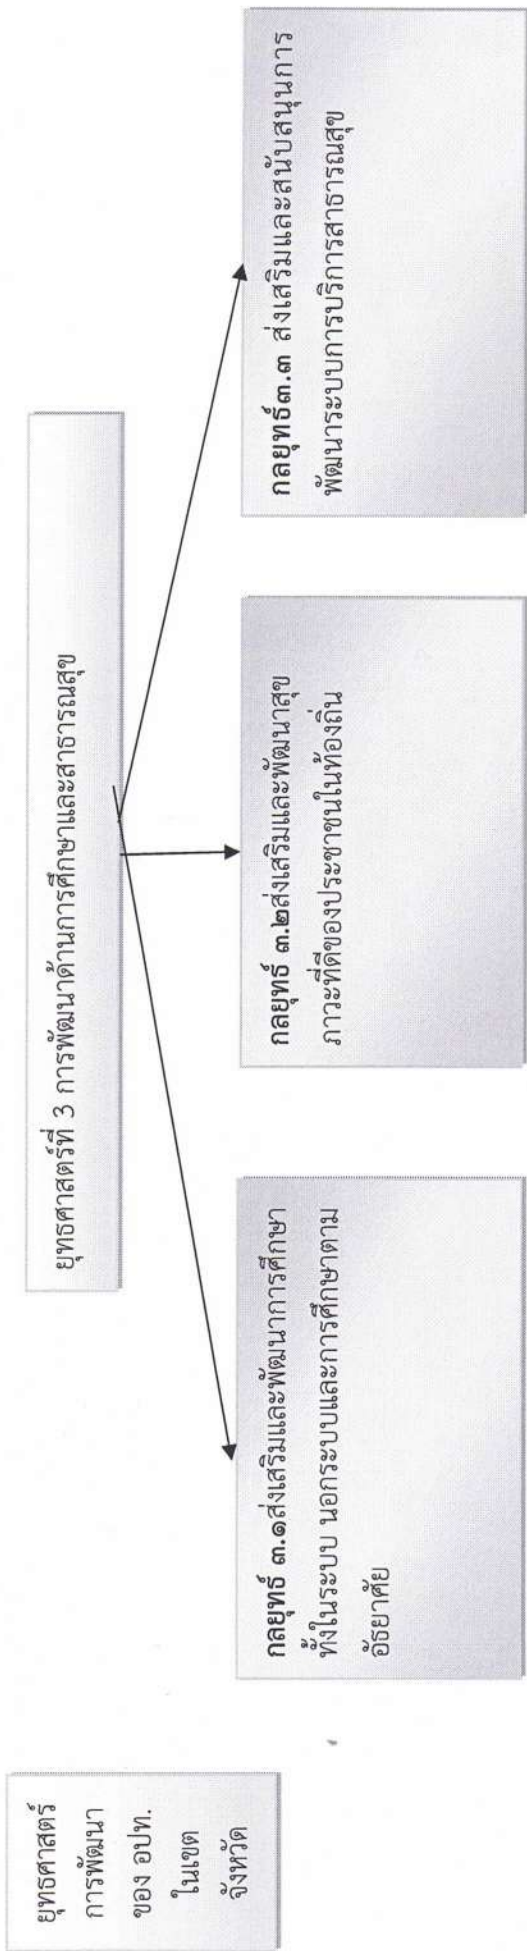 ยุทธศาสตร์
การพัฒนา
ของ อปท.
ในเขต
จังหวัด
ยุทธศาสตร์ที่ 3 การพัฒนาด้านการศึกษาและสาธารณสุข
กลยุทธ์ ๓.๑ส่งเสริมและพัฒนาการศึกษา
ทั้งในระบบ นอกระบบและการศึกษาตาม
อัธยาศัย
กลยุทธ์ ๓.๒ส่งเสริมและพัฒนาสุข
ภาวะที่ดีของประชาชนในท้องถิ่น
กลยุทธ์๓.๓ ส่งเสริมและสนับสนุนการ
พัฒนาระบบการบริการสาธารณสุข